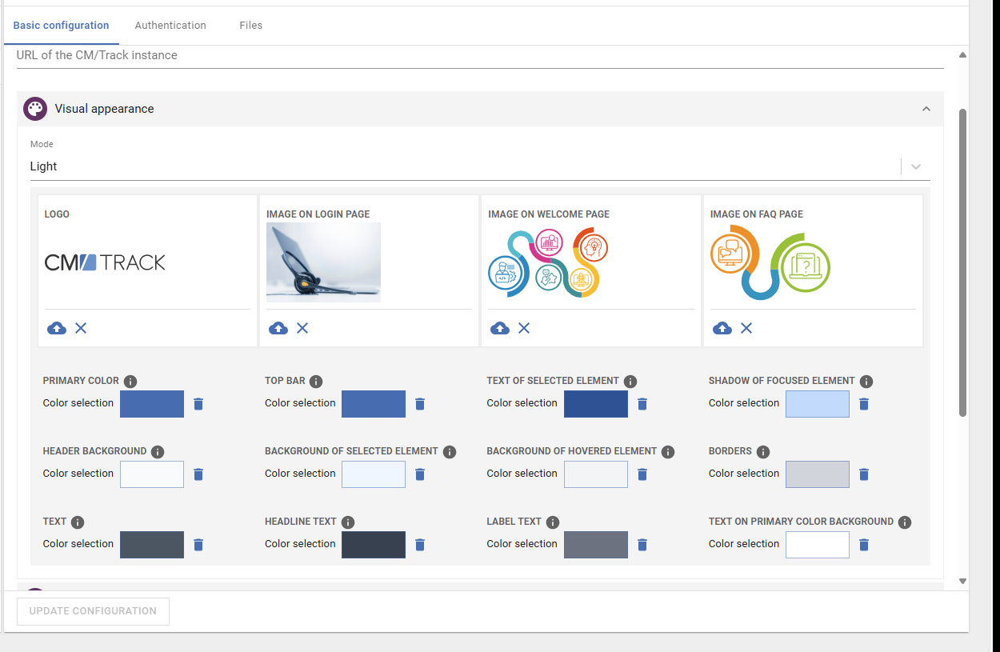 Basic configuration Authentication Files
URL of the CM/Track instance
Visual appearance
Mode
Light
LOGO IMAGE ON LOGIN PAGE IMAGE ON WELCOME PAGE IMAGE ON FAQ PAGE
CM/TRACK
?
PRIMARY COLOR i TOP BAR i TEXT OF SELECTED ELEMENT i SHADOW OF FOCUSED ELEMENT i
Color selection Color selection Color selection Color selection
HEADER BACKGROUND i BACKGROUND OF SELECTED ELEMENT i BACKGROUND OF HOVERED ELEMENT i BORDERS i
Color selection Color selection Color selection Color selection
TEXT i HEADLINE TEXT i LABEL TEXT i TEXT ON PRIMARY COLOR BACKGROUND i
Color selection Color selection Color selection Color selection
UPDATE CONFIGURATION